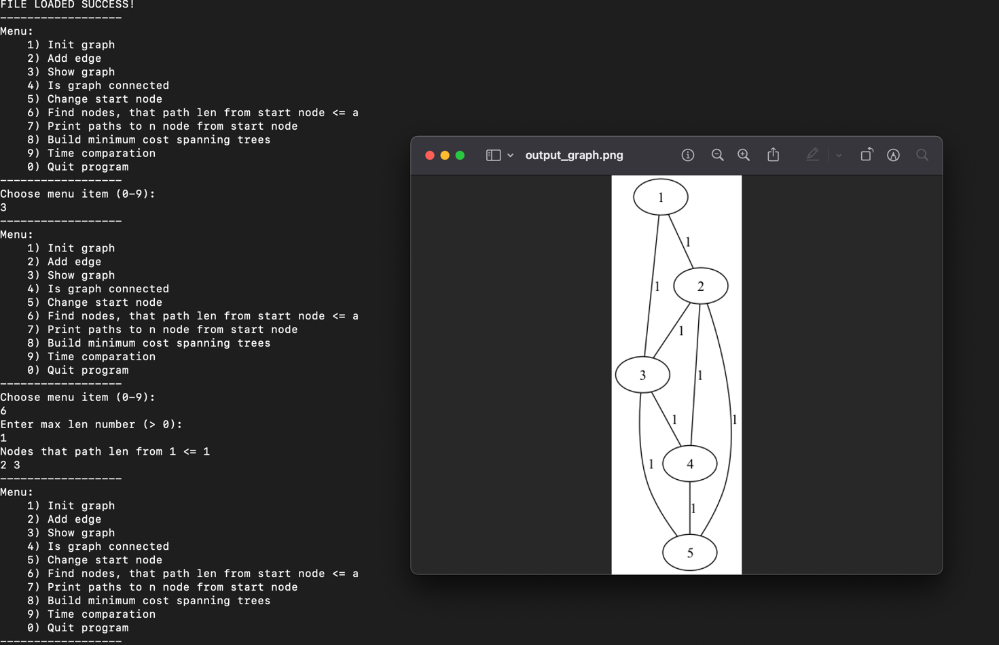 FILE LOADED SUCCESS!
------------------
Menu:
    1) Init graph
    2) Add edge
    3) Show graph
    4) Is graph connected
    5) Change start node
    6) Find nodes, that path len from start node <= a
    7) Print paths to n node from start node
    8) Build minimum cost spanning trees
    9) Time comparation
    0) Quit program
------------------
Choose menu item (0-9):
3
------------------
Menu:
    1) Init graph
    2) Add edge
    3) Show graph
    4) Is graph connected
    5) Change start node
    6) Find nodes, that path len from start node <= a
    7) Print paths to n node from start node
    8) Build minimum cost spanning trees
    9) Time comparation
    0) Quit program
------------------
Choose menu item (0-9):
6
Enter max len number (> 0):
1
Nodes that path len from 1 <= 1
2 3
------------------
Menu:
    1) Init graph
    2) Add edge
    3) Show graph
    4) Is graph connected
    5) Change start node
    6) Find nodes, that path len from start node <= a
    7) Print paths to n node from start node
    8) Build minimum cost spanning trees
    9) Time comparation
    0) Quit program
------------------
output_graph.png
1
1
1 2
1
3 1
1 1
1 4
1
5